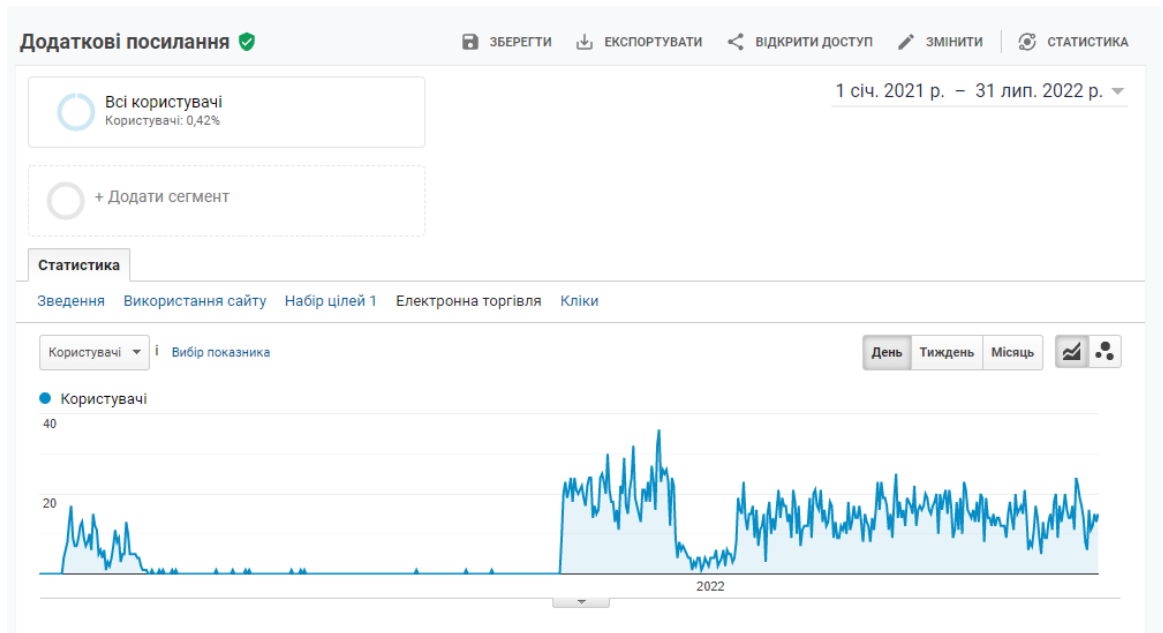 Додаткові посилання
ЗБЕРЕГТИ ЕКСПОРТУВАТИ ВІДКРИТИ ДОСТУП ЗМІНИТИ СТАТИСТИКА
Всі користувачі
Користувачі: 0,42%
1 січ. 2021 р. – 31 лип. 2022 р.
+ Додати сегмент
Статистика
Зведення Використання сайту Набір цілей 1 Електронна торгівля Кліки
Користувачі i Вибір показника
День Тиждень Місяць
Користувачі
40
20
2022